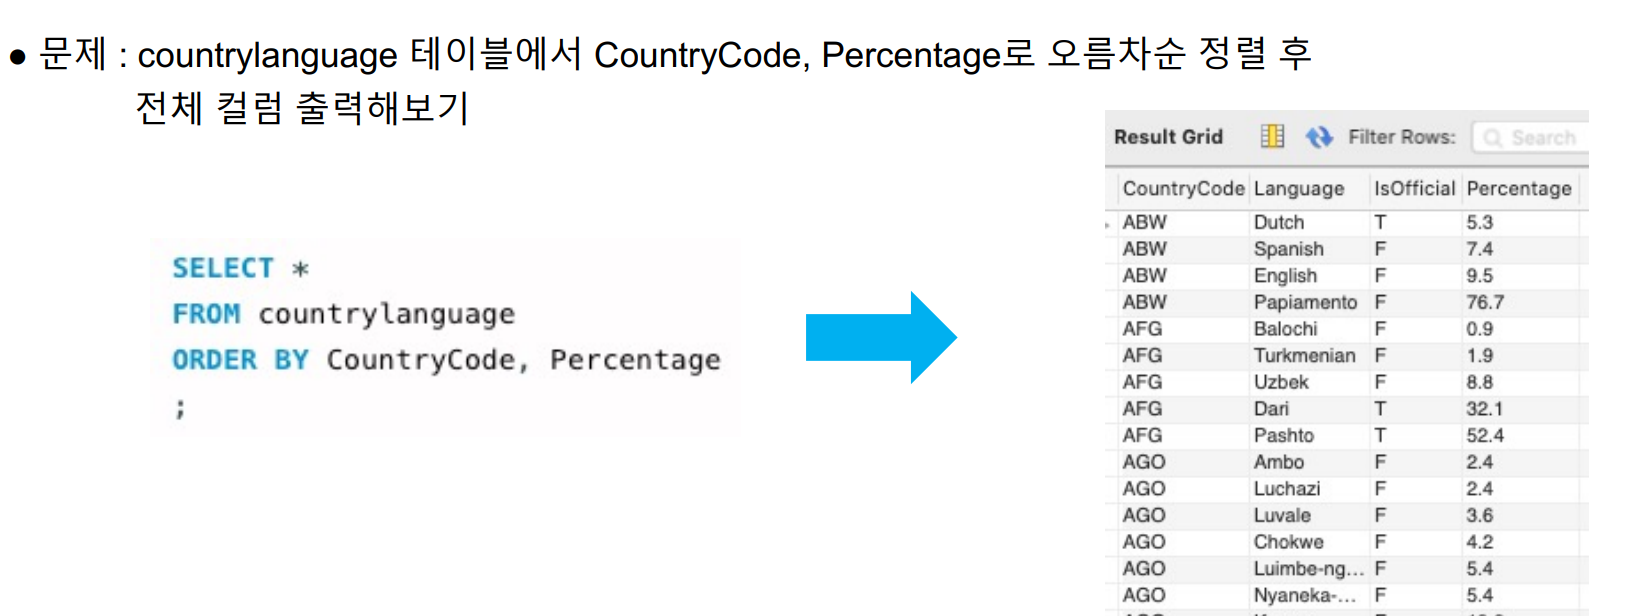 ● 문제 : countrylanguage 테이블에서 CountryCode, Percentage로 오름차순 정렬 후
전체 컬럼 출력해보기
SELECT *
FROM countrylanguage
ORDER BY CountryCode, Percentage
;
Result Grid Filter Rows: Search
CountryCode Language IsOfficial Percentage
ABW Dutch T 5.3
ABW Spanish F 7.4
ABW English F 9.5
ABW Papiamento F 76.7
AFG Balochi F 0.9
AFG Turkmenian F 1.9
AFG Uzbek F 8.8
AFG Dari T 32.1
AFG Pashto T 52.4
AGO Ambo F 2.4
AGO Luchazi F 2.4
AGO Luvale F 3.6
AGO Chokwe F 4.2
AGO Luimbe-ng... F 5.4
AGO Nyaneka-... F 5.4